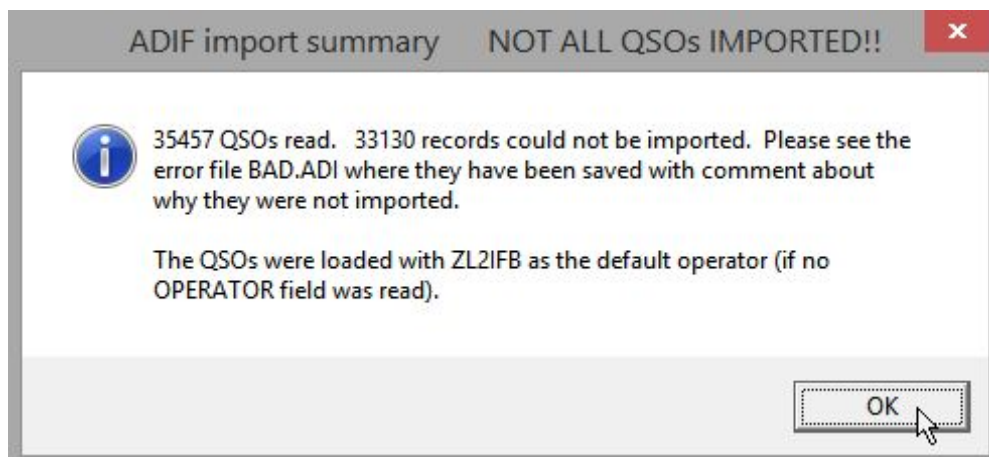 ADIF import summary NOT ALL QSOs IMPORTED!!
35457 QSOs read. 33130 records could not be imported. Please see the
error file BAD.ADI where they have been saved with comment about
why they were not imported.
The QSOs were loaded with ZL2IFB as the default operator (if no
OPERATOR field was read).
OK